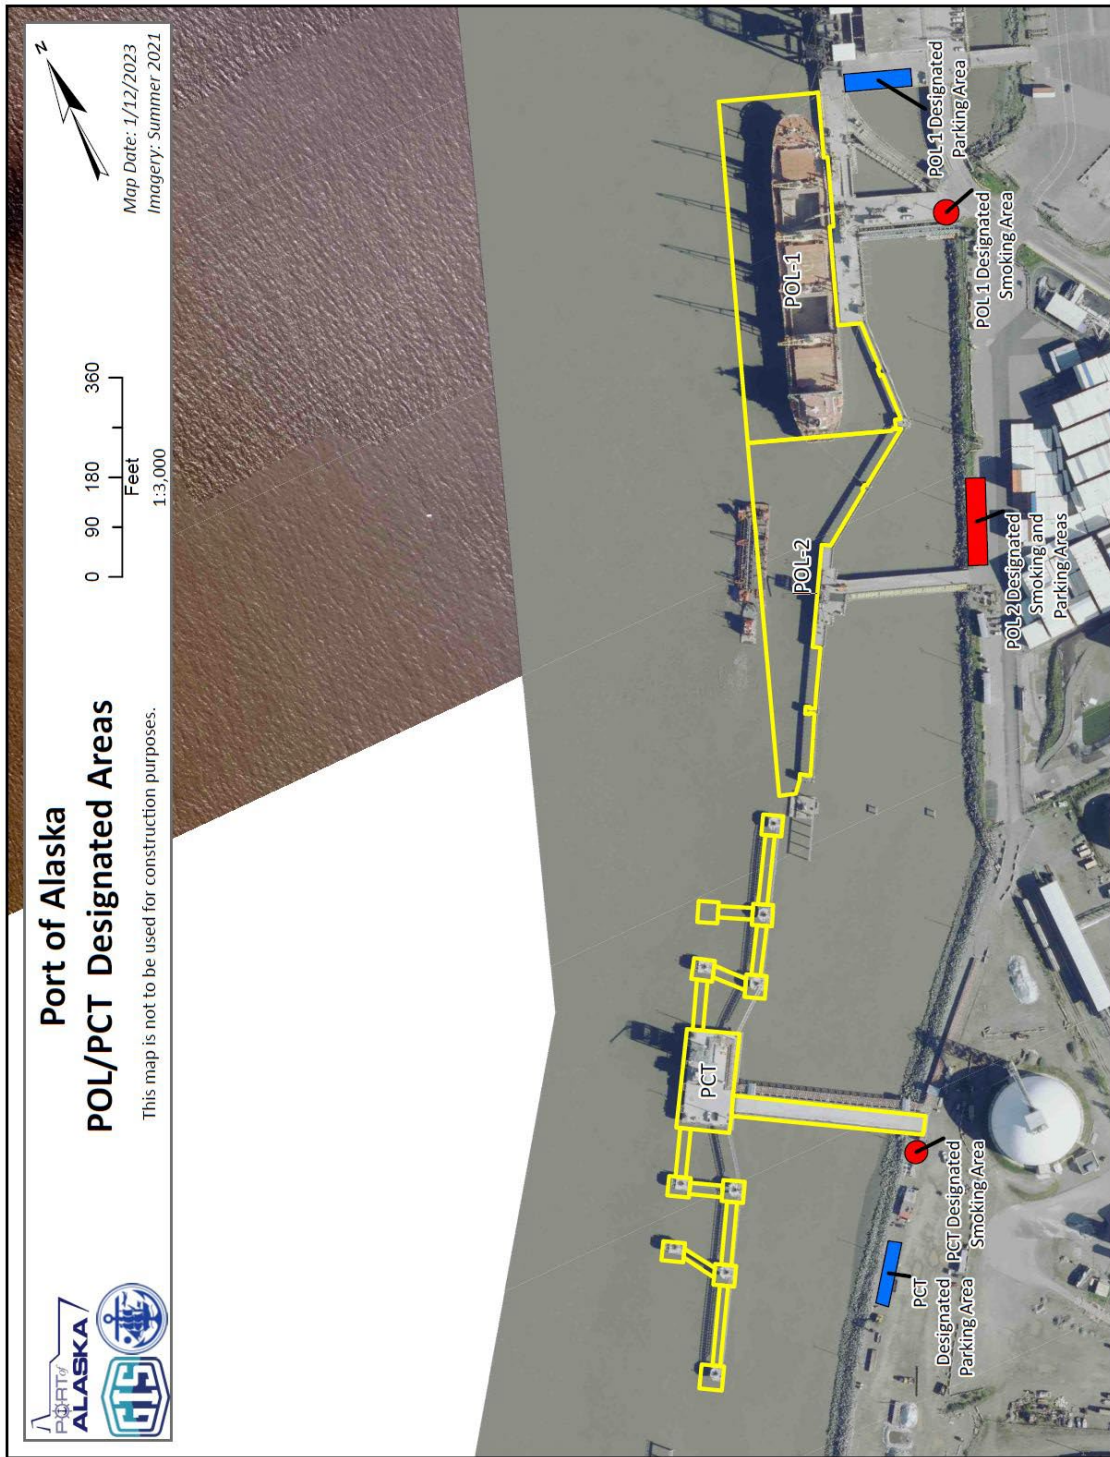 PORT of
ALASKA
GIS
Port of Alaska
POL/PCT Designated Areas
This map is not to be used for construction purposes.
0 90 180 360
Feet
1:3,000
N
Map Date: 1/12/2023
Imagery: Summer 2021
PCT
POL-2
POL-1
PCT
Designated
Parking Area
PCT Designated
Smoking Area
POL 2 Designated
Smoking and
Parking Areas
POL 1 Designated
Smoking Area
POL 1 Designated
Parking Area